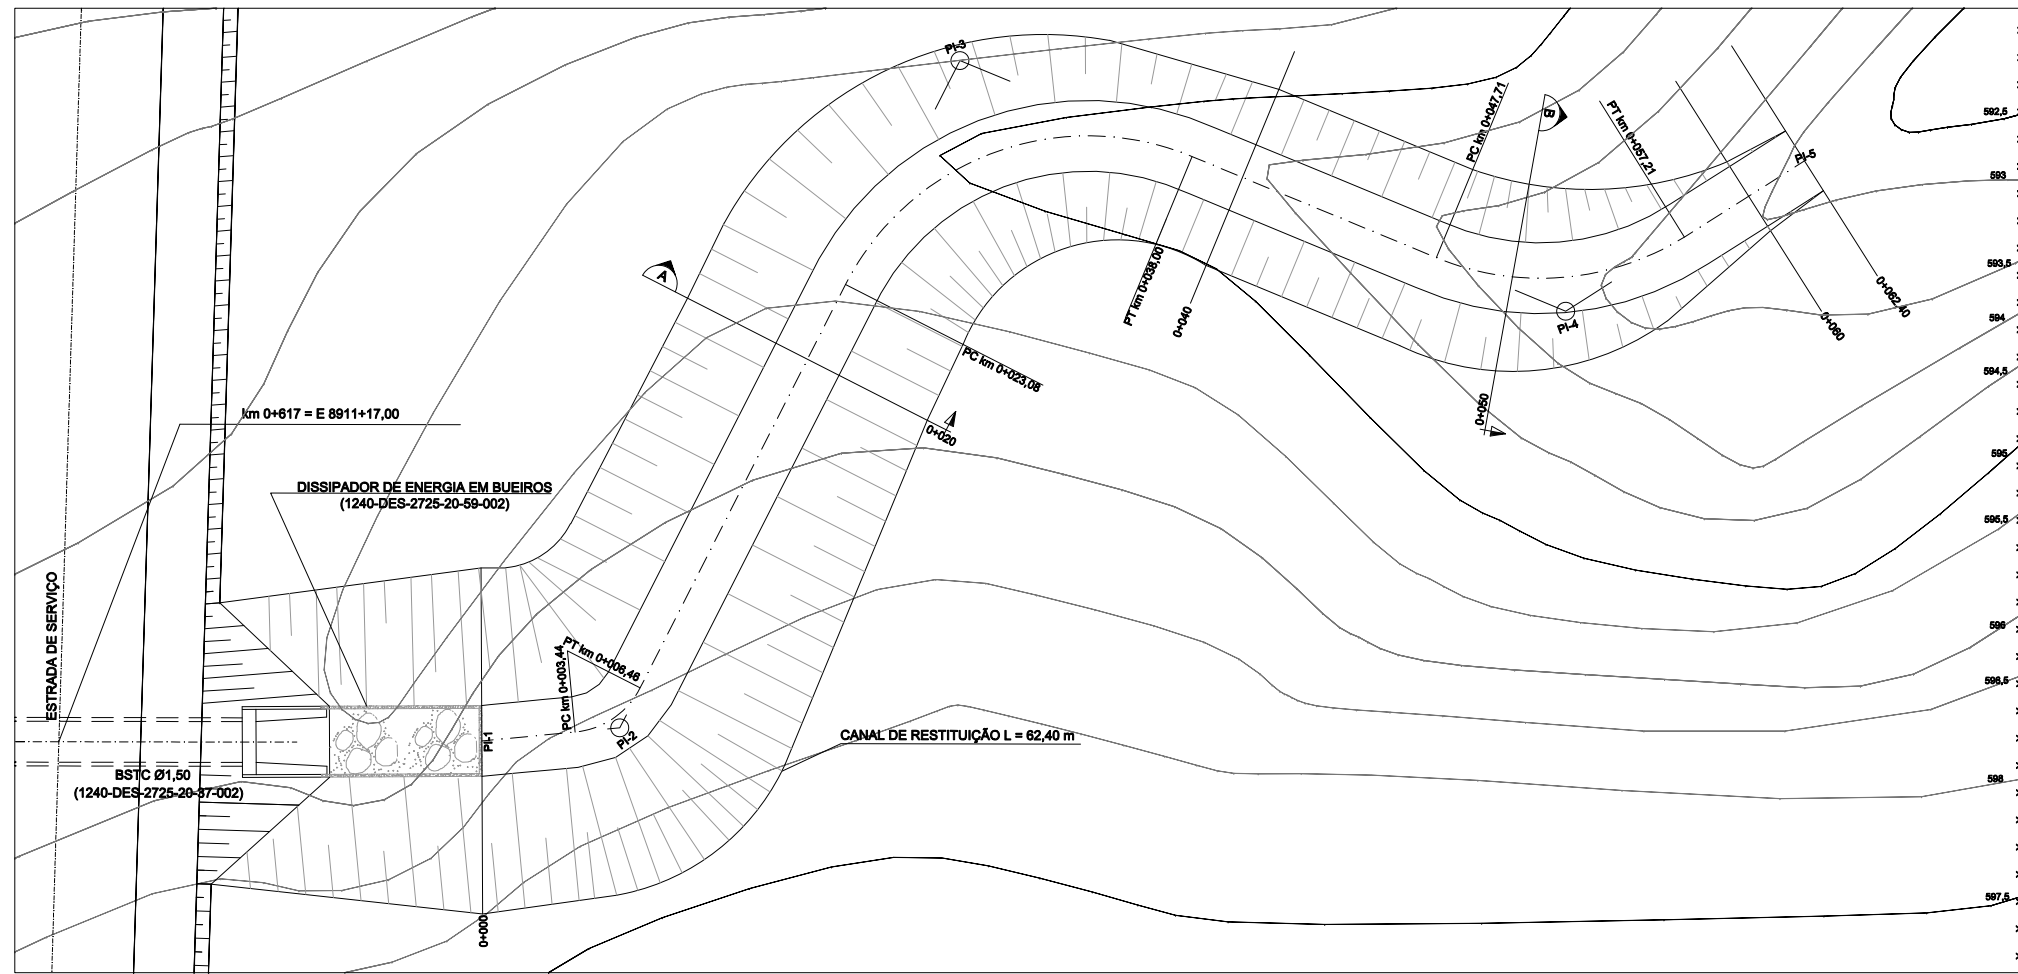 PI-3
PC km 0+047,71
B
PT km 0+057,21
592,5
PI-5
593
A
PT km 0+038,00
0+040
593,5
0+062,40
0+060
PI-4
594
PC km 0+023,08
594,5
km 0+617 = E 8911+17,00
0+020
0+050
595
DISSIPADOR DE ENERGIA EM BUEIROS
(1240-DES-2725-20-59-002)
595,5
ESTRADA DE SERVIÇO
PT km 0+006,46
PC km 0+003,44
596
596,5
PI-1
PI-2
CANAL DE RESTITUIÇÃO L = 62,40 m
BSTC Ø1,50
(1240-DES-2725-20-37-002)
598
597,5
0+000